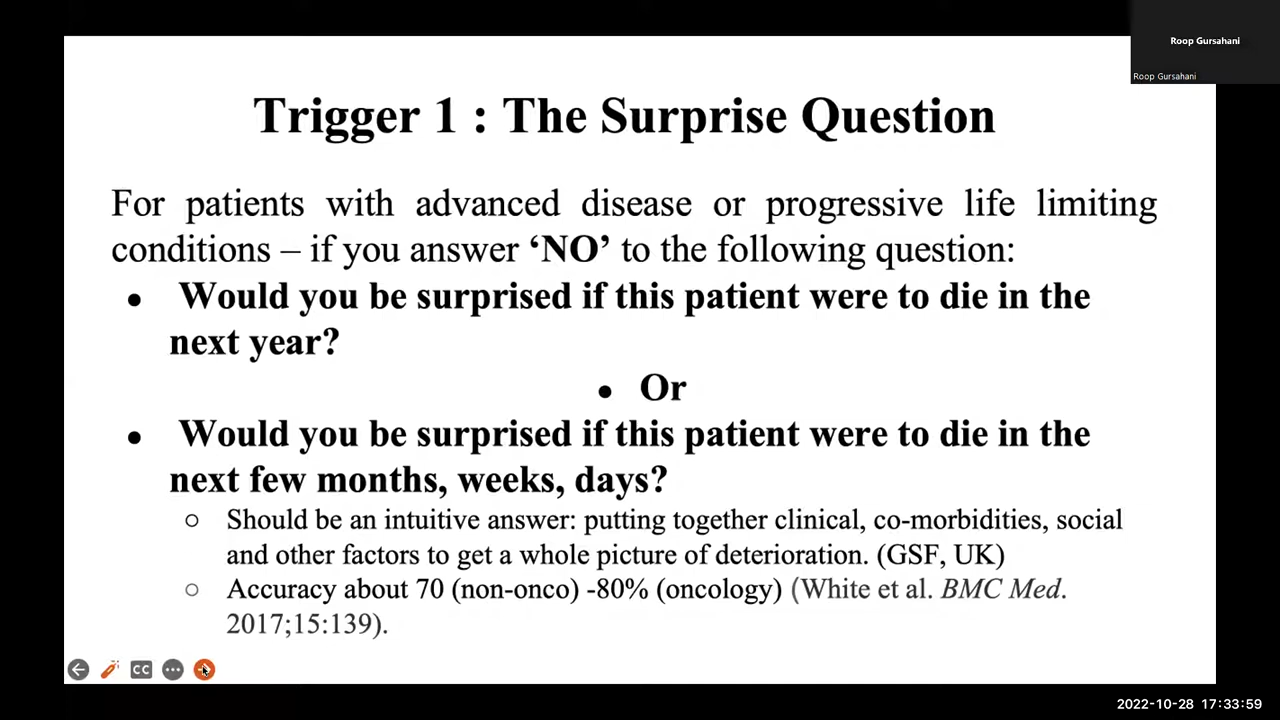 Roop Gursahani
Roop Gursahani
Trigger 1 : The Surprise Question
For patients with advanced disease or progressive life limiting
conditions – if you answer ‘NO’ to the following question:
● Would you be surprised if this patient were to die in the
next year?
● Or
● Would you be surprised if this patient were to die in the
next few months, weeks, days?
○ Should be an intuitive answer: putting together clinical, co-morbidities, social
and other factors to get a whole picture of deterioration. (GSF, UK)
○ Accuracy about 70 (non-onco) -80% (oncology) (White et al. BMC Med.
2017;15:139).
CC
2022-10-28 17:33:59